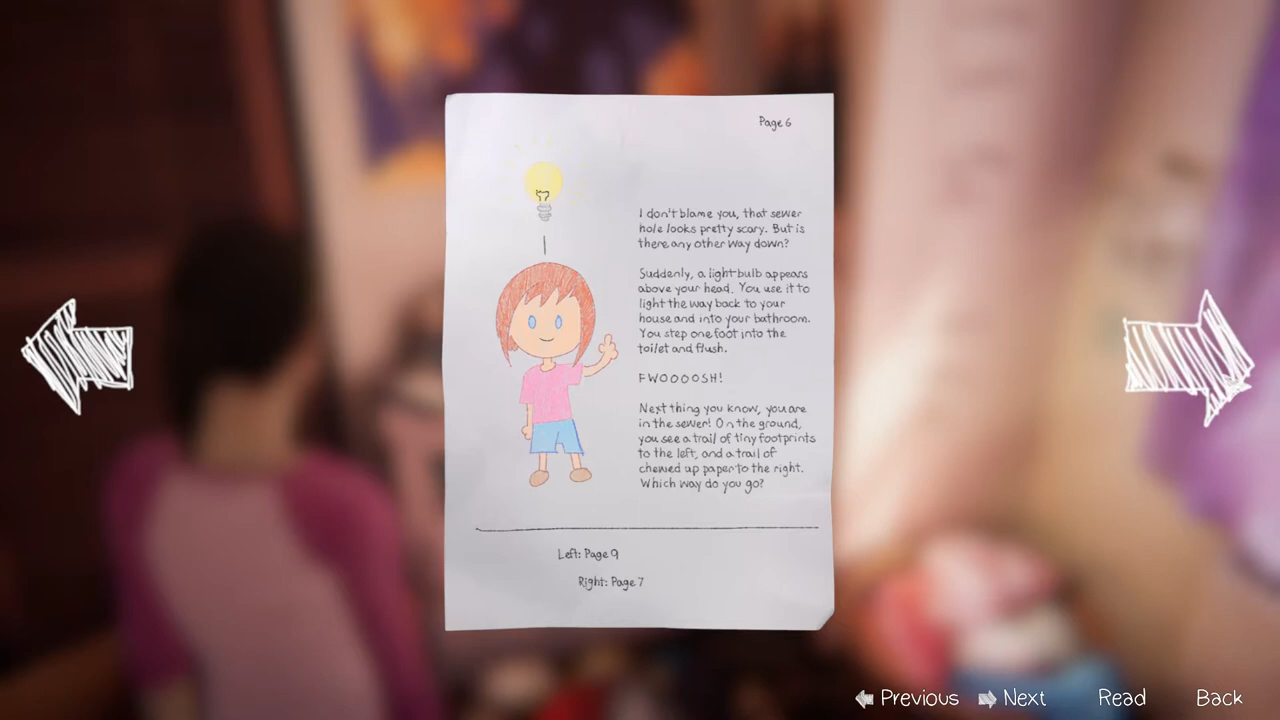 Page 6
I don't blame you, that sewer
hole looks pretty scary. But is
there any other way down?
Suddenly, a lightbulb appears
above your head. You use it to
light the way back to your
house and into your bathroom.
You step one foot into the
toilet and flush.
FWOOOOSH!
Next thing you know, you are
in the sewer! On the ground,
you see a trail of tiny footprints
to the left, and a trail of
chewed up paper to the right.
Which way do you go?
Left: Page 9
Right: Page 7
Previous Next Read Back